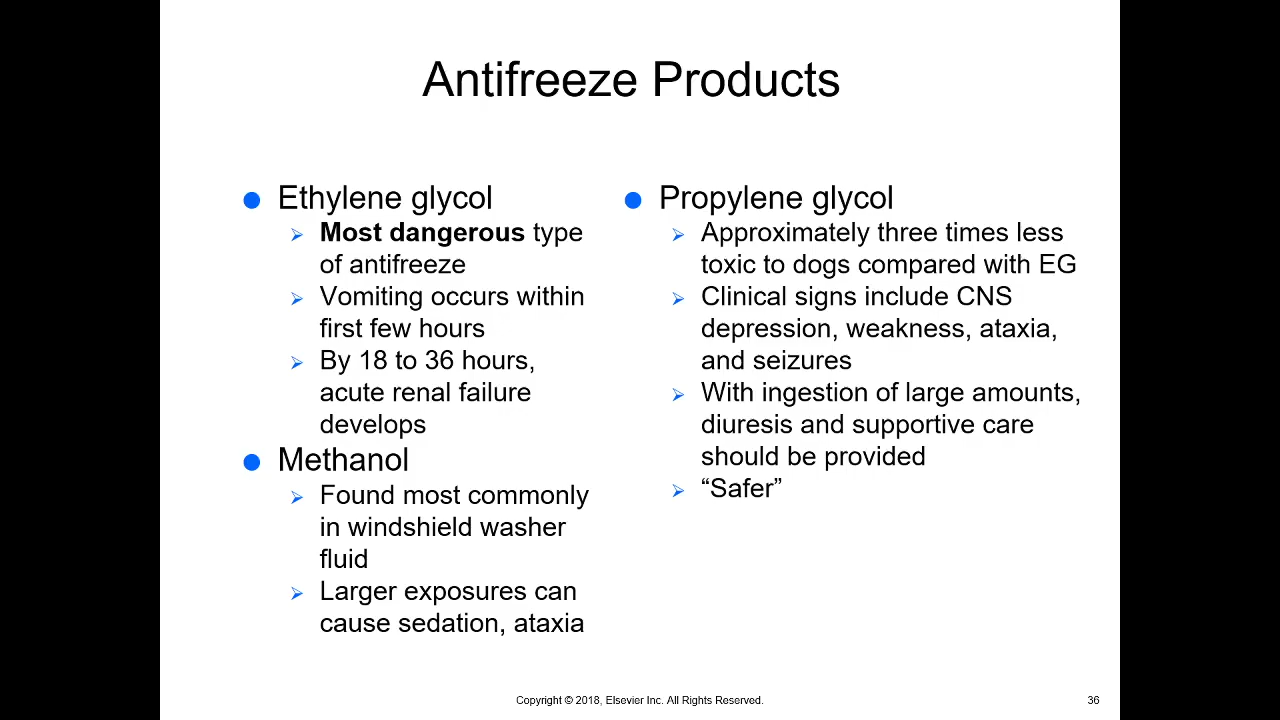 Antifreeze Products
Ethylene glycol
Most dangerous type
of antifreeze
Vomiting occurs within
first few hours
By 18 to 36 hours,
acute renal failure
develops
Methanol
Found most commonly
in windshield washer
fluid
Larger exposures can
cause sedation, ataxia
Propylene glycol
Approximately three times less
toxic to dogs compared with EG
Clinical signs include CNS
depression, weakness, ataxia,
and seizures
With ingestion of large amounts,
diuresis and supportive care
should be provided
“Safer”
Copyright © 2018, Elsevier Inc. All Rights Reserved.
36